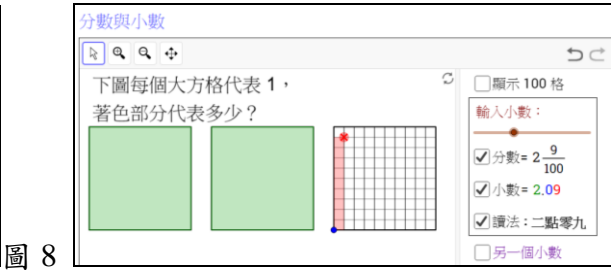 分數與小數
下圖每個大方格代表 1，
著色部分代表多少？
顯示 100 格
輸入小數：
分數= 2 9/100
小數= 2.09
讀法：二點零九
另一個小數
圖 8